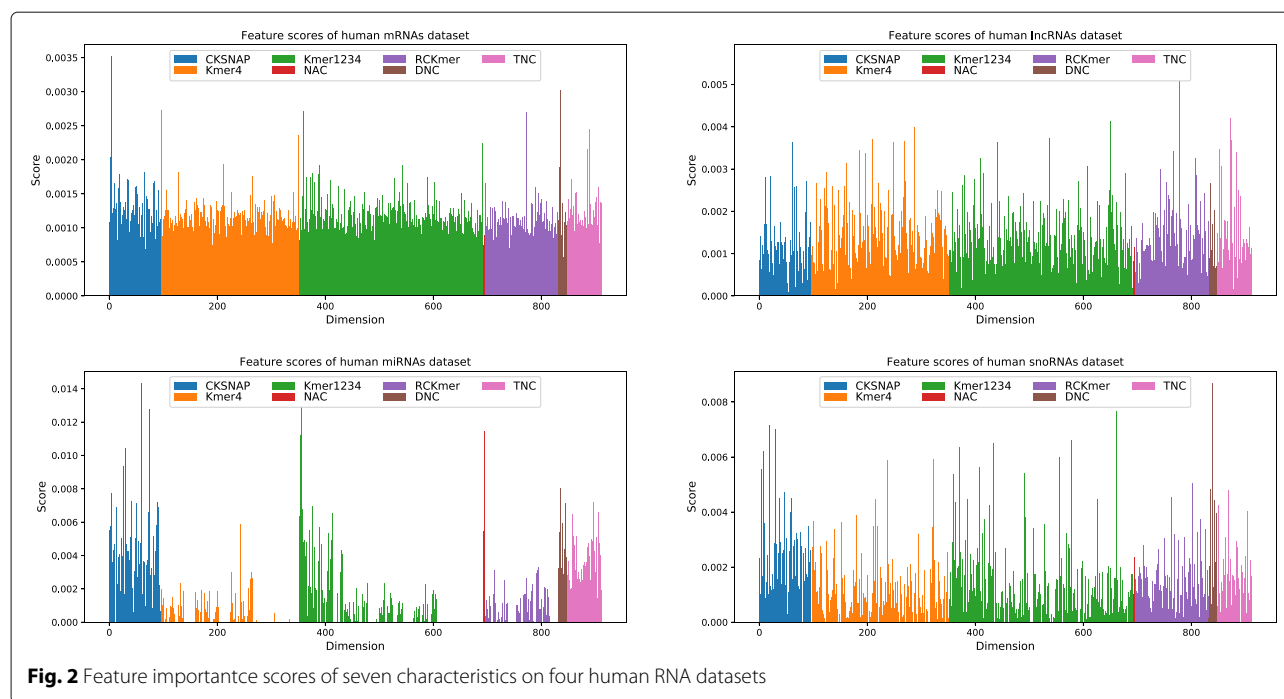 Feature scores of human mRNAs dataset
CKSNAP Kmer1234 RCKmer TNC
Kmer4 NAC DNC
0.0035
0.0030
0.0025
0.0020
0.0015
0.0010
0.0005
0.0000
Score
0 200 400 600 800
Dimension
Feature scores of human lncRNAs dataset
CKSNAP Kmer1234 RCKmer TNC
Kmer4 NAC DNC
0.005
0.004
0.003
0.002
0.001
0.000
Score
0 200 400 600 800
Dimension
Feature scores of human miRNAs dataset
CKSNAP Kmer1234 RCKmer TNC
Kmer4 NAC DNC
0.014
0.012
0.010
0.008
0.006
0.004
0.002
0.000
Score
0 200 400 600 800
Dimension
Feature scores of human snoRNAs dataset
CKSNAP Kmer1234 RCKmer TNC
Kmer4 NAC DNC
0.008
0.006
0.004
0.002
0.000
Score
0 200 400 600 800
Dimension
Fig. 2 Feature importantce scores of seven characteristics on four human RNA datasets